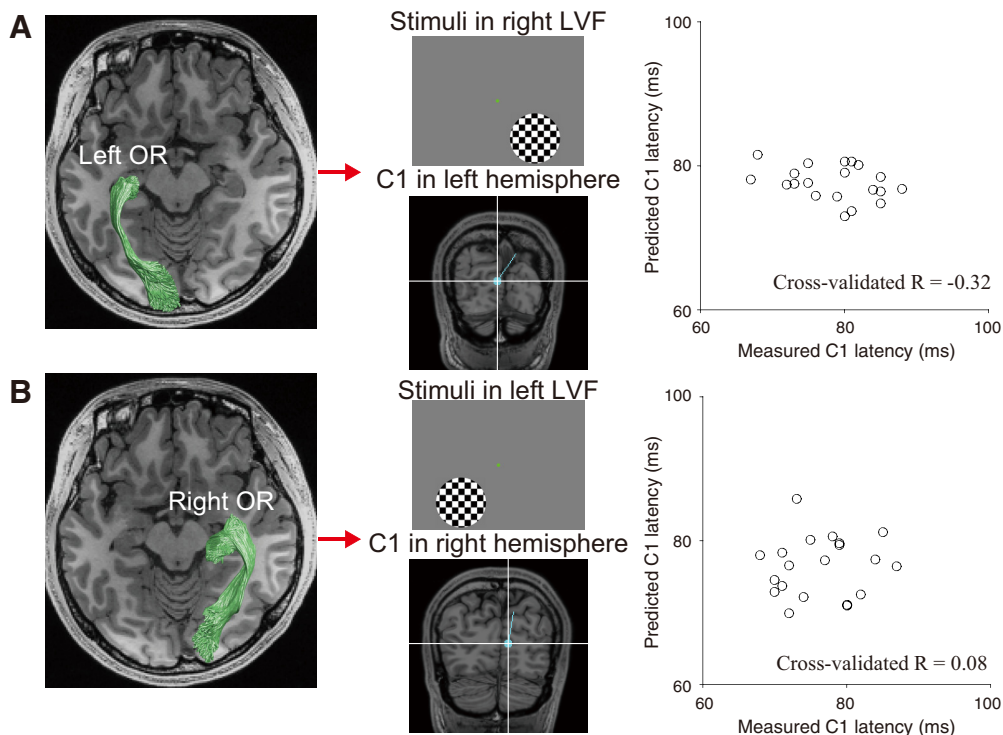 A
Left OR
Stimuli in right LVF
C1 in left hemisphere
Predicted C1 latency (ms)
100
80
60
Cross-validated R = -0.32
60
80
100
Measured C1 latency (ms)
B
Right OR
Stimuli in left LVF
C1 in right hemisphere
Predicted C1 latency (ms)
100
80
60
Cross-validated R = 0.08
60
80
100
Measured C1 latency (ms)